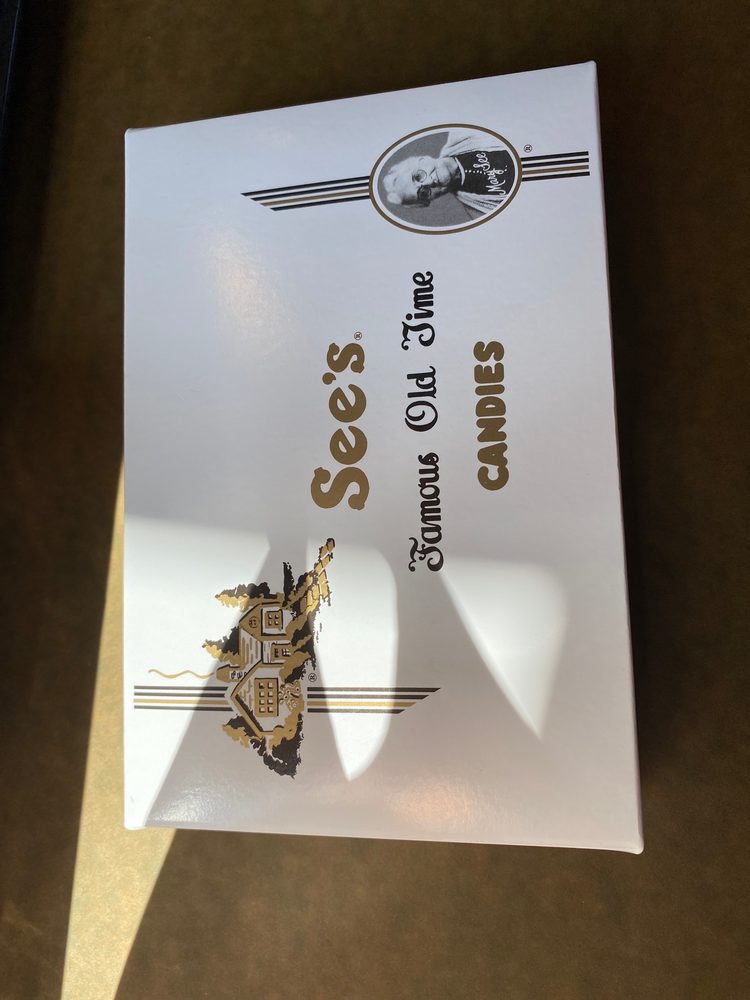 See's®
Famous Old Time
CANDIES
Mary See
®
®